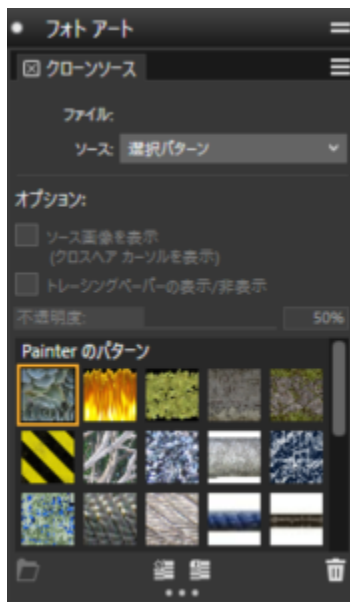 フォト アート
クローンソース
ファイル:
ソース: 選択パターン
オプション:
ソース画像を表示
(クロスヘア カーソルを表示)
トレーシングペーパーの表示/非表示
不透明度: 50%
Painter のパターン